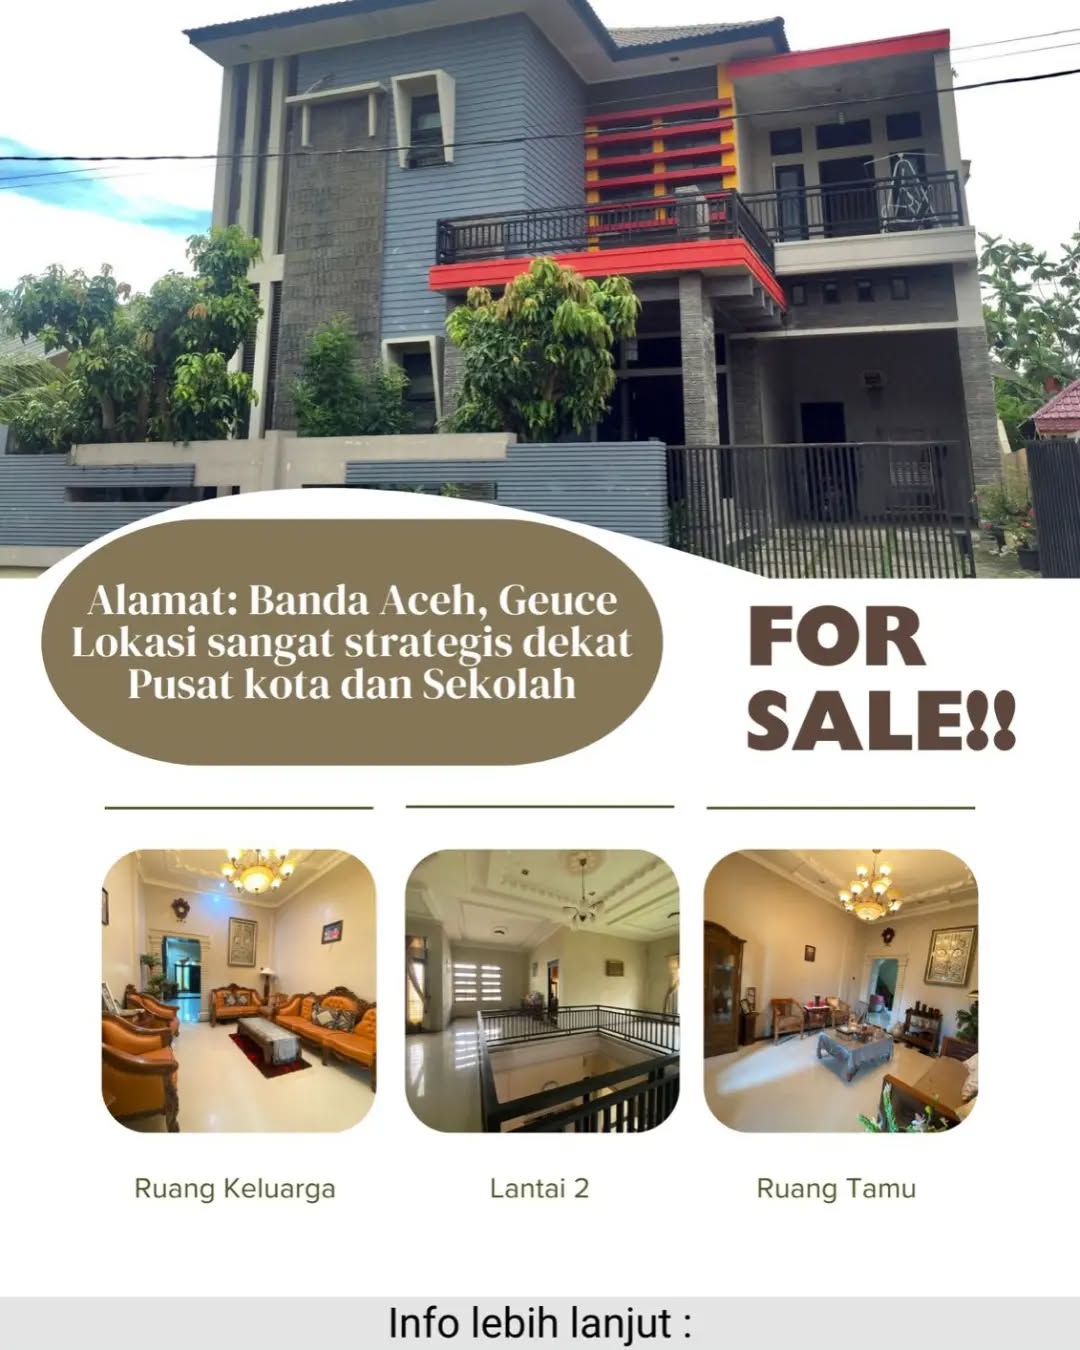 Alamat: Banda Aceh, Geuce
Lokasi sangat strategis dekat
Pusat kota dan Sekolah
FOR
SALE!!
Ruang Keluarga
Lantai 2
Ruang Tamu
Info lebih lanjut :